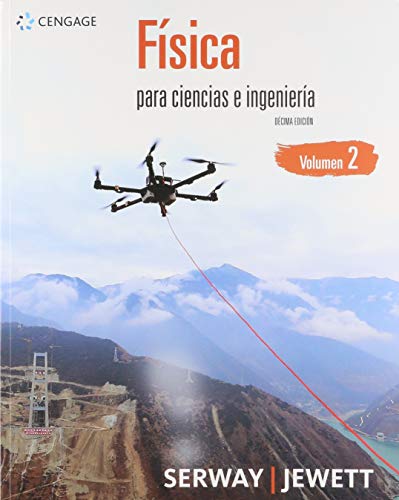 CENGAGE
Física
para ciencias e ingeniería
DÉCIMA EDICIÓN
Volumen 2
SERWAY | JEWETT